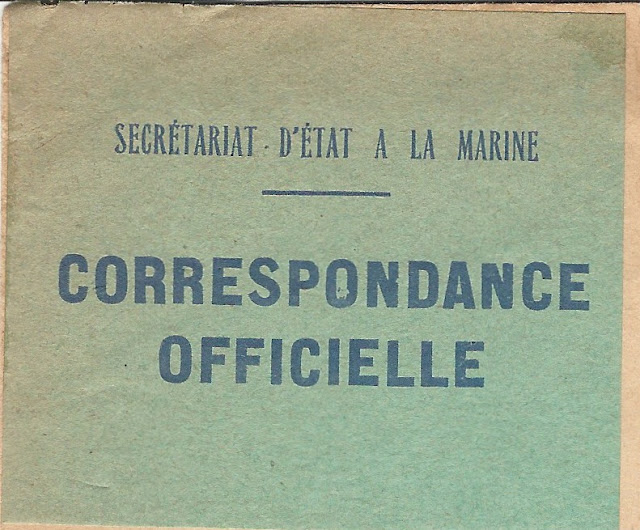 SECRÉTARIAT D'ÉTAT A LA MARINE
CORRESPONDANCE
OFFICIELLE